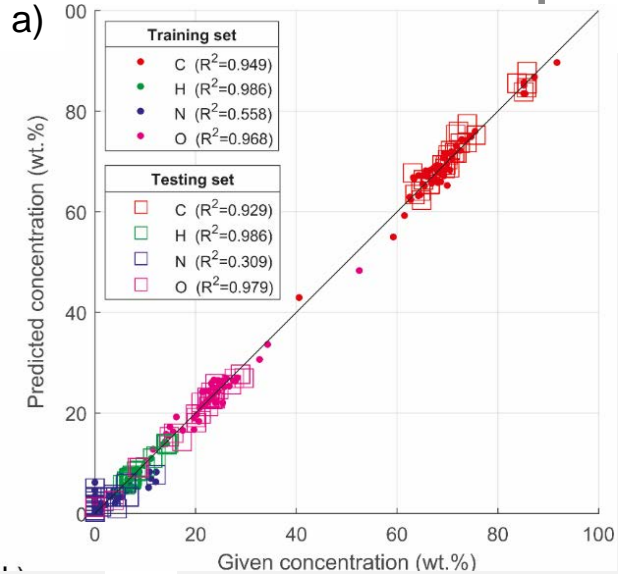 a)
00
Training set
C (R²=0.949)
H (R²=0.986)
N (R²=0.558)
O (R²=0.968)
Testing set
C (R²=0.929)
H (R²=0.986)
N (R²=0.309)
O (R²=0.979)
80
60
40
20
0
0 20 40 60 80 100
Predicted concentration (wt.%)
Given concentration (wt.%)